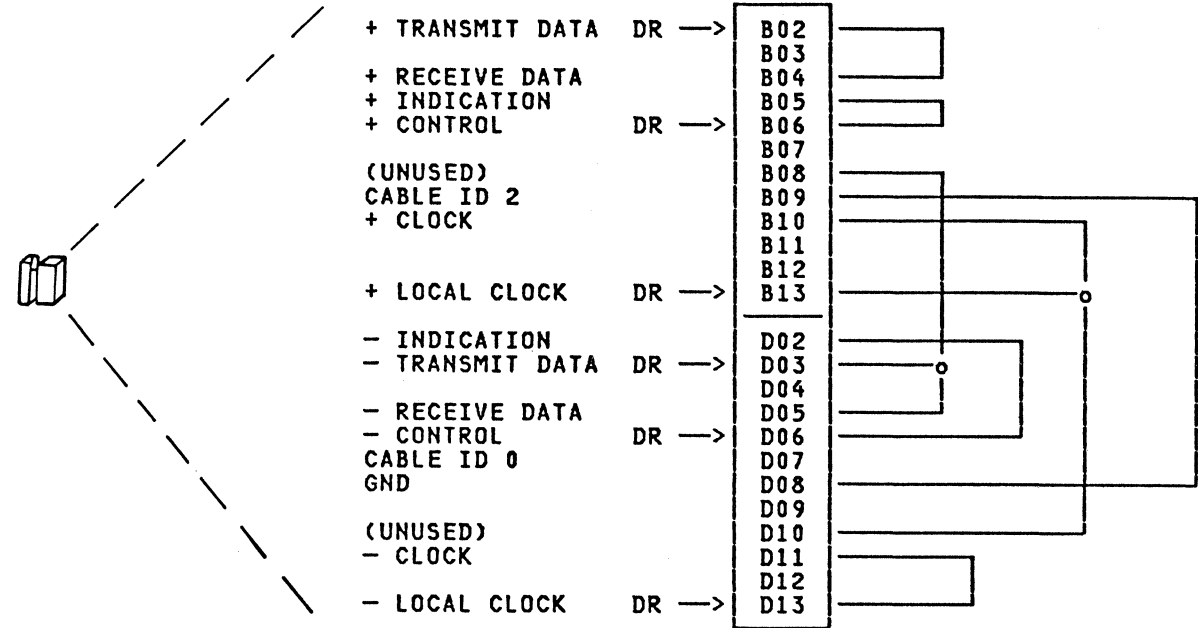 + TRANSMIT DATA DR —> B02
B03
+ RECEIVE DATA B04
+ INDICATION B05
+ CONTROL DR —> B06
B07
(UNUSED) B08
CABLE ID 2 B09
+ CLOCK B10
B11
B12
+ LOCAL CLOCK DR —> B13
- INDICATION D02
- TRANSMIT DATA DR —> D03
D04
- RECEIVE DATA D05
- CONTROL DR —> D06
CABLE ID 0 D07
GND D08
D09
(UNUSED) D10
- CLOCK D11
D12
- LOCAL CLOCK DR —> D13